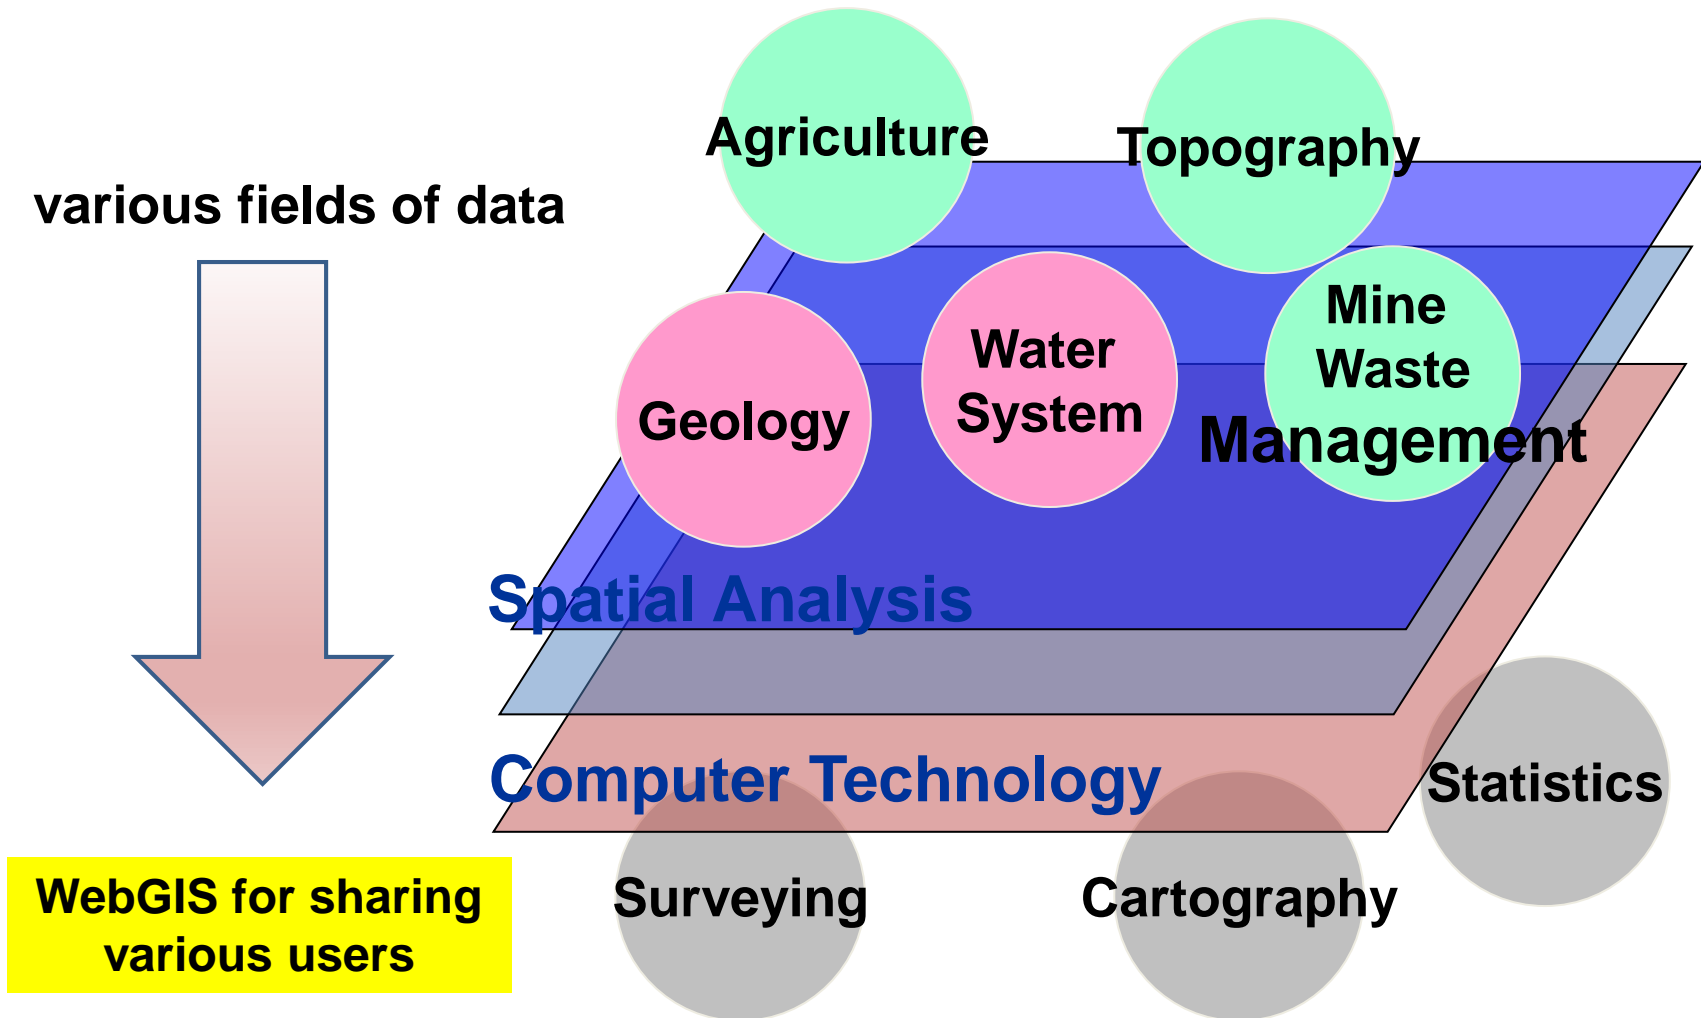 Agriculture
Topography
various fields of data
Mine
Waste
Management
Water
System
Geology
Spatial Analysis
Computer Technology
Statistics
Surveying
Cartography
WebGIS for sharing
various users